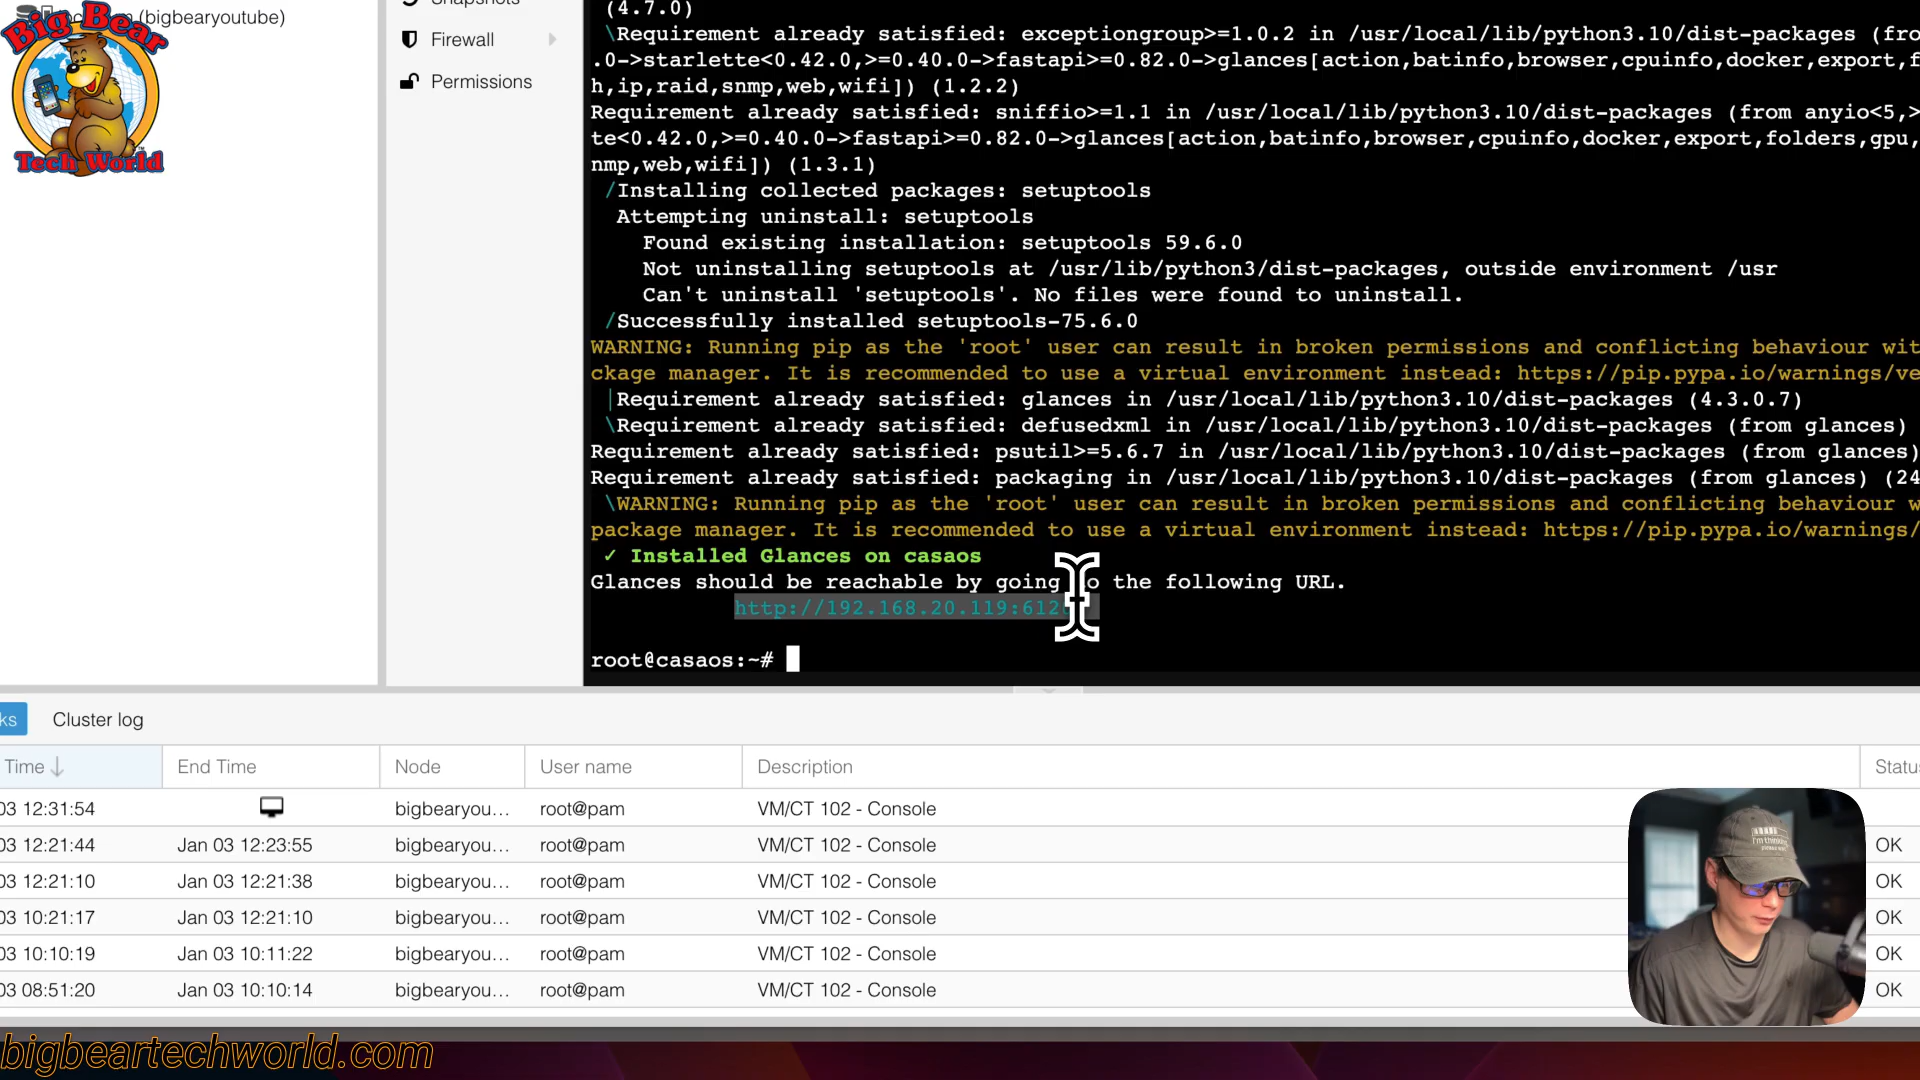 (bigbearyoutube)
Big Bear
Tech World
Snapshots
Firewall
Permissions
(4.7.0)
\Requirement already satisfied: exceptiongroup>=1.0.2 in /usr/local/lib/python3.10/dist-packages (fro
.0->starlette<0.42.0,>=0.40.0->fastapi>=0.82.0->glances[action,batinfo,browser,cpuinfo,docker,export,f
h,ip,raid,snmp,web,wifi]) (1.2.2)
Requirement already satisfied: sniffio>=1.1 in /usr/local/lib/python3.10/dist-packages (from anyio<5,>
te<0.42.0,>=0.40.0->fastapi>=0.82.0->glances[action,batinfo,browser,cpuinfo,docker,export,folders,gpu,
nmp,web,wifi]) (1.3.1)
/Installing collected packages: setuptools
Attempting uninstall: setuptools
Found existing installation: setuptools 59.6.0
Not uninstalling setuptools at /usr/lib/python3/dist-packages, outside environment /usr
Can't uninstall 'setuptools'. No files were found to uninstall.
/Successfully installed setuptools-75.6.0
WARNING: Running pip as the 'root' user can result in broken permissions and conflicting behaviour wit
ckage manager. It is recommended to use a virtual environment instead: https://pip.pypa.io/warnings/ve
|Requirement already satisfied: glances in /usr/local/lib/python3.10/dist-packages (4.3.0.7)
\Requirement already satisfied: defusedxml in /usr/local/lib/python3.10/dist-packages (from glances)
Requirement already satisfied: psutil>=5.6.7 in /usr/local/lib/python3.10/dist-packages (from glances)
Requirement already satisfied: packaging in /usr/local/lib/python3.10/dist-packages (from glances) (24
\WARNING: Running pip as the 'root' user can result in broken permissions and conflicting behaviour w
package manager. It is recommended to use a virtual environment instead: https://pip.pypa.io/warnings/
✓ Installed Glances on casaos
Glances should be reachable by going to the following URL.
http://192.168.20.119:612
root@casaos:~#
ks Cluster log
Time End Time Node User name Description Statu
03 12:31:54 bigbearyou... root@pam VM/CT 102 - Console
03 12:21:44 Jan 03 12:23:55 bigbearyou... root@pam VM/CT 102 - Console OK
03 12:21:10 Jan 03 12:21:38 bigbearyou... root@pam VM/CT 102 - Console OK
03 10:21:17 Jan 03 12:21:10 bigbearyou... root@pam VM/CT 102 - Console OK
03 10:10:19 Jan 03 10:11:22 bigbearyou... root@pam VM/CT 102 - Console OK
03 08:51:20 Jan 03 10:10:14 bigbearyou... root@pam VM/CT 102 - Console OK
bigbeartechworld.com